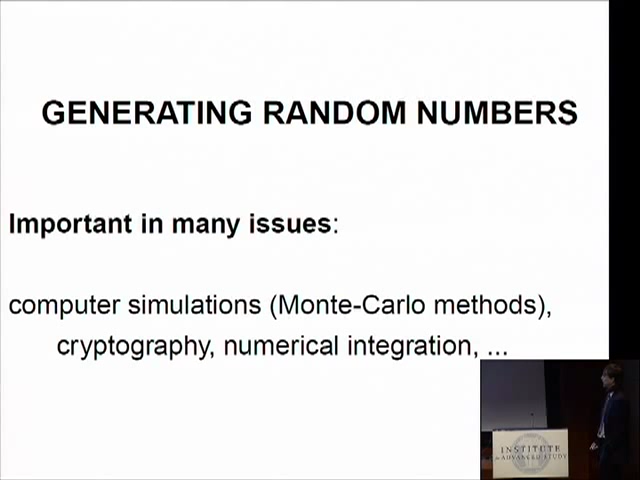 GENERATING RANDOM NUMBERS
Important in many issues:
computer simulations (Monte-Carlo methods),
cryptography, numerical integration, ...
INSTITUTE
for ADVANCED STUDY